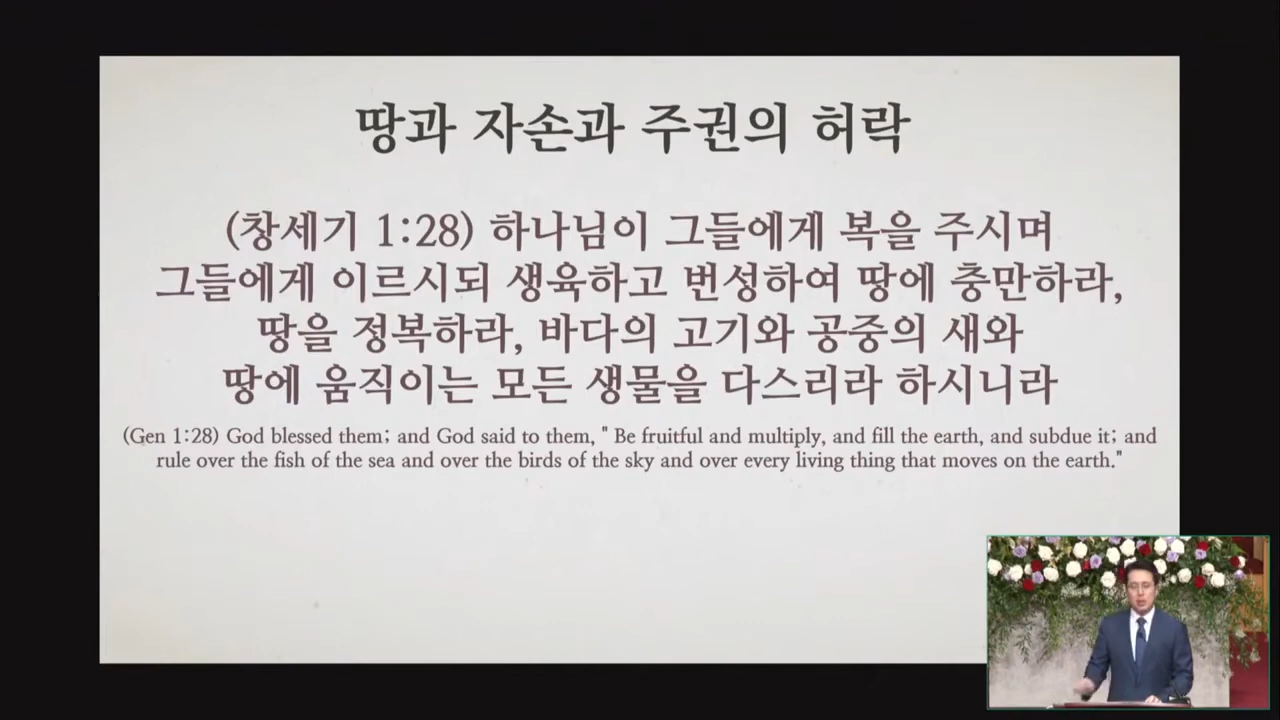 땅과 자손과 주권의 허락
(창세기 1:28) 하나님이 그들에게 복을 주시며
그들에게 이르시되 생육하고 번성하여 땅에 충만하라,
땅을 정복하라, 바다의 고기와 공중의 새와
땅에 움직이는 모든 생물을 다스리라 하시니라
(Gen 1:28) God blessed them; and God said to them, " Be fruitful and multiply, and fill the earth, and subdue it; and
rule over the fish of the sea and over the birds of the sky and over every living thing that moves on the earth."